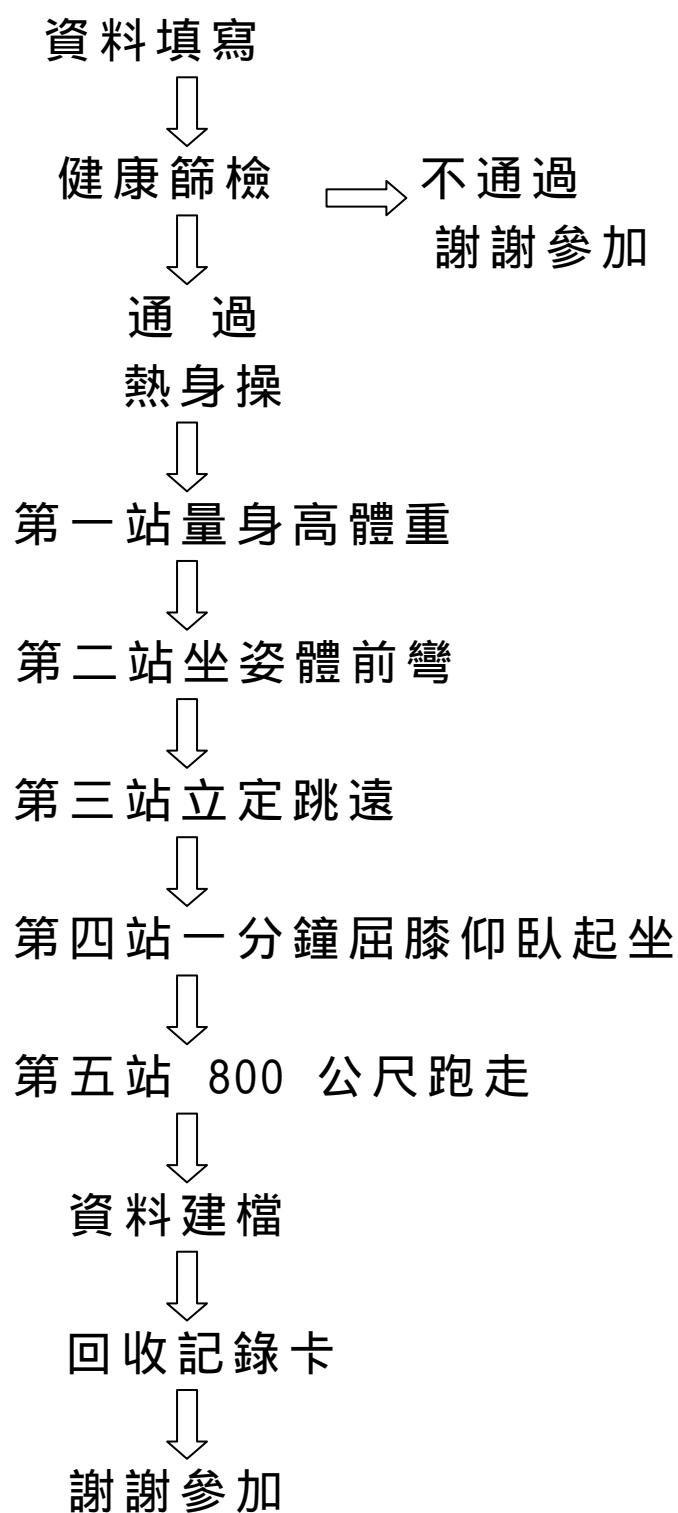 資料填寫
健康篩檢
不通過
謝謝參加
通 過
熱身操
第一站量身高體重
第二站坐姿體前彎
第三站立定跳遠
第四站一分鐘屈膝仰臥起坐
第五站 800 公尺跑走
資料建檔
回收記錄卡
謝謝參加